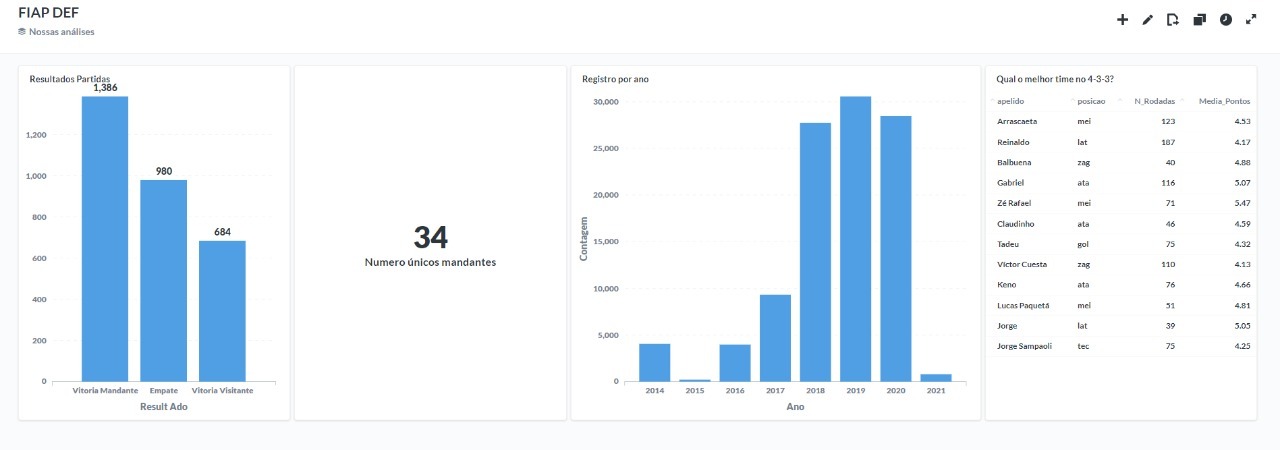 FIAP DEF
Nossas análises
Resultados Partidas
1,386
1,200
1,000
980
800
684
600
400
200
0
Vitoria Mandante Empate Vitoria Visitante
Result Ado
34
Numero únicos mandantes
Registro por ano
30,000
25,000
20,000
15,000
10,000
5,000
0
Contagem
2014 2015 2016 2017 2018 2019 2020 2021
Ano
Qual o melhor time no 4-3-3?
apelido posicao N_Rodadas Media_Pontos
Arrascaeta mei 123 4.53
Reinaldo lat 187 4.17
Balbuena zag 40 4.88
Gabriel ata 116 5.07
Zé Rafael mei 71 5.47
Claudinho ata 46 4.59
Tadeu gol 75 4.32
Víctor Cuesta zag 110 4.13
Keno ata 76 4.66
Lucas Paquetá mei 51 4.81
Jorge lat 39 5.05
Jorge Sampaoli tec 75 4.25